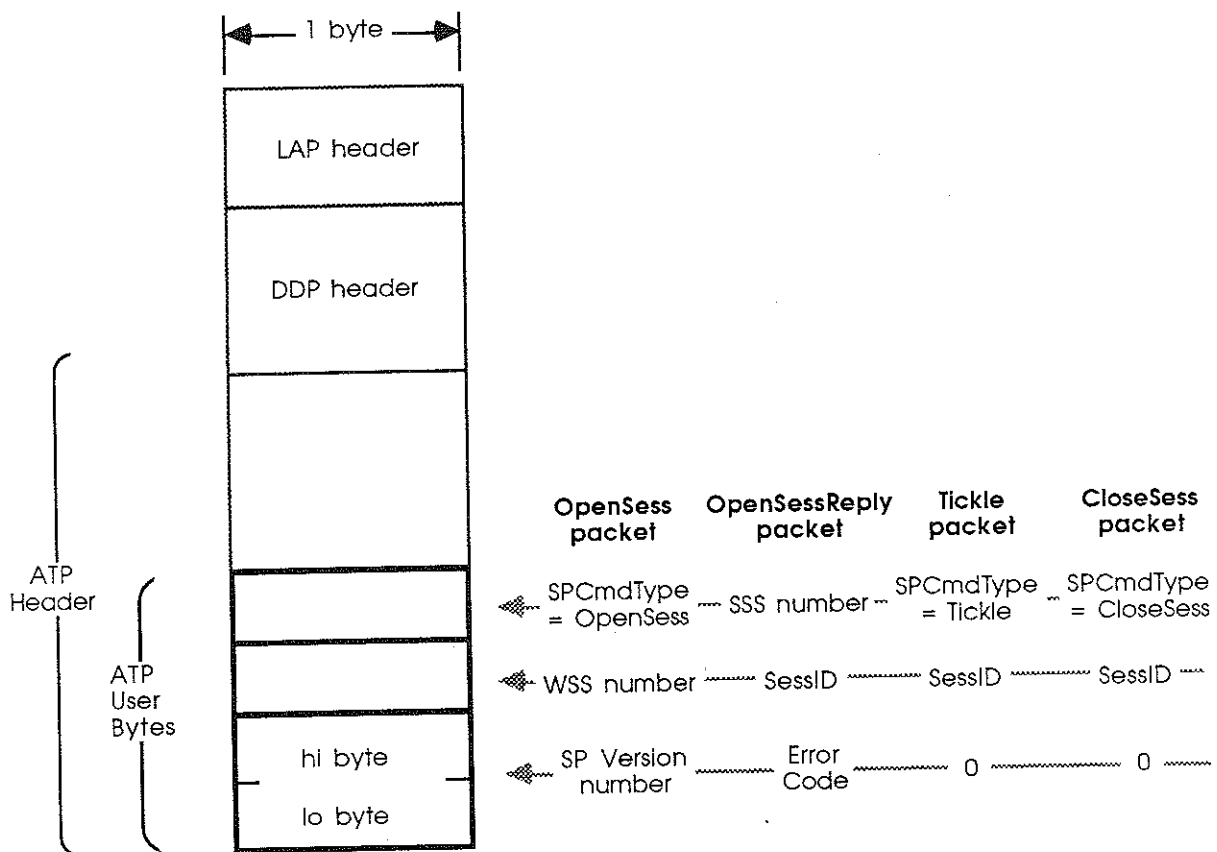 1 byte
LAP header
DDP header
OpenSess packet
OpenSessReply packet
Tickle packet
CloseSess packet
ATP Header
ATP User Bytes
SPCmdType = OpenSess
SSS number
SPCmdType = Tickle
SPCmdType = CloseSess
WSS number
SessID
SessID
SessID
hi byte
lo byte
SP Version number
Error Code
0
0